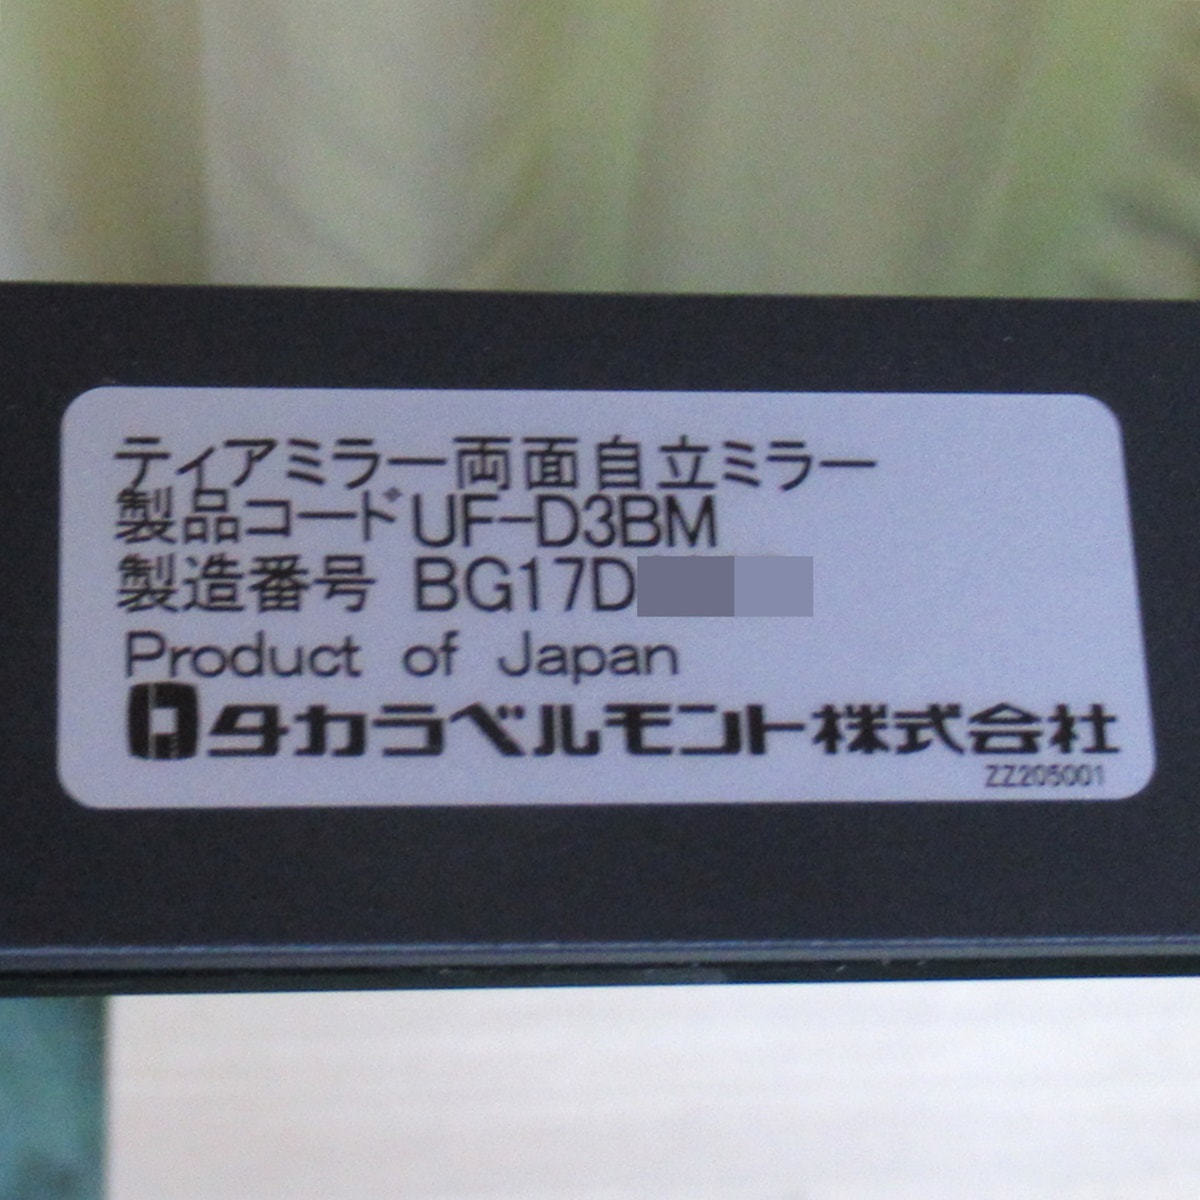 ティアミラー両面自立ミラー
製品コードUF-D3BM
製造番号 BG17D
Product of Japan
タカラベルモント株式会社
ZZ205001